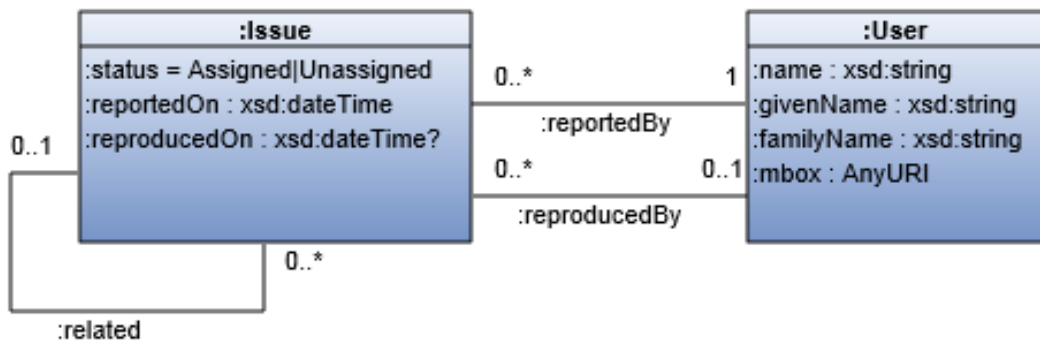 :Issue
:status = Assigned|Unassigned
:reportedOn : xsd:dateTime
:reproducedOn : xsd:dateTime?
0..1
0..*
:related
0..*
1
:reportedBy
0..*
0..1
:reproducedBy
:User
:name : xsd:string
:givenName : xsd:string
:familyName : xsd:string
:mbox : AnyURI